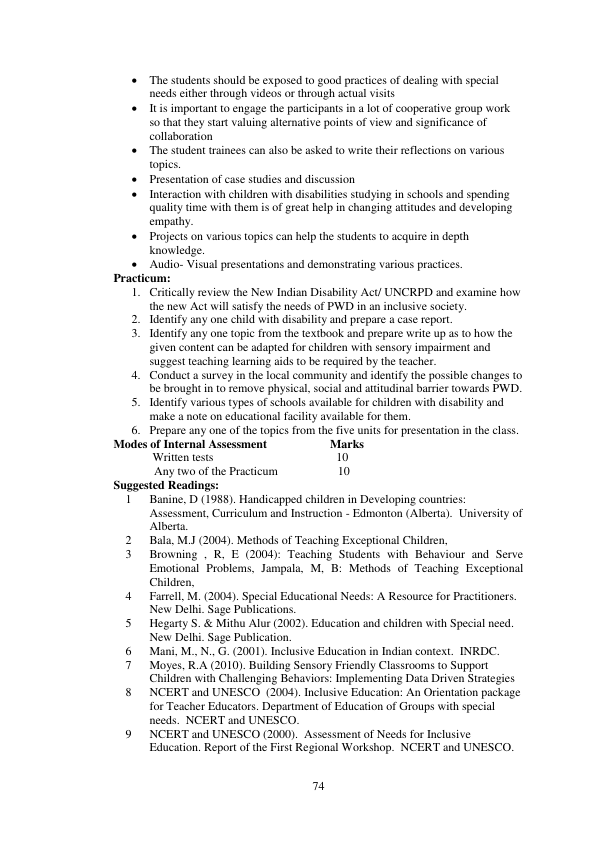 • The students should be exposed to good practices of dealing with special
needs either through videos or through actual visits
• It is important to engage the participants in a lot of cooperative group work
so that they start valuing alternative points of view and significance of
collaboration
• The student trainees can also be asked to write their reflections on various
topics.
• Presentation of case studies and discussion
• Interaction with children with disabilities studying in schools and spending
quality time with them is of great help in changing attitudes and developing
empathy.
• Projects on various topics can help the students to acquire in depth
knowledge.
• Audio- Visual presentations and demonstrating various practices.
Practicum:
1. Critically review the New Indian Disability Act/ UNCRPD and examine how
the new Act will satisfy the needs of PWD in an inclusive society.
2. Identify any one child with disability and prepare a case report.
3. Identify any one topic from the textbook and prepare write up as to how the
given content can be adapted for children with sensory impairment and
suggest teaching learning aids to be required by the teacher.
4. Conduct a survey in the local community and identify the possible changes to
be brought in to remove physical, social and attitudinal barrier towards PWD.
5. Identify various types of schools available for children with disability and
make a note on educational facility available for them.
6. Prepare any one of the topics from the five units for presentation in the class.
Modes of Internal Assessment Marks
Written tests 10
Any two of the Practicum 10
Suggested Readings:
1 Banine, D (1988). Handicapped children in Developing countries:
Assessment, Curriculum and Instruction - Edmonton (Alberta). University of
Alberta.
2 Bala, M.J (2004). Methods of Teaching Exceptional Children,
3 Browning , R, E (2004): Teaching Students with Behaviour and Serve
Emotional Problems, Jampala, M, B: Methods of Teaching Exceptional
Children,
4 Farrell, M. (2004). Special Educational Needs: A Resource for Practitioners.
New Delhi. Sage Publications.
5 Hegarty S. & Mithu Alur (2002). Education and children with Special need.
New Delhi. Sage Publication.
6 Mani, M., N., G. (2001). Inclusive Education in Indian context. INRDC.
7 Moyes, R.A (2010). Building Sensory Friendly Classrooms to Support
Children with Challenging Behaviors: Implementing Data Driven Strategies
8 NCERT and UNESCO (2004). Inclusive Education: An Orientation package
for Teacher Educators. Department of Education of Groups with special
needs. NCERT and UNESCO.
9 NCERT and UNESCO (2000). Assessment of Needs for Inclusive
Education. Report of the First Regional Workshop. NCERT and UNESCO.
74